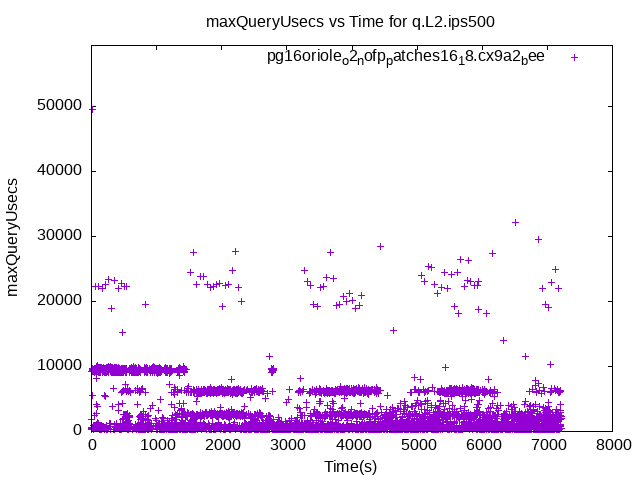 maxQueryUsecs vs Time for q.L2.ips500
pg16oriole_o2_nofp_patches16_18.cx9a2_bee
50000
40000
30000
20000
10000
0
maxQueryUsecs
0 1000 2000 3000 4000 5000 6000 7000 8000
Time(s)